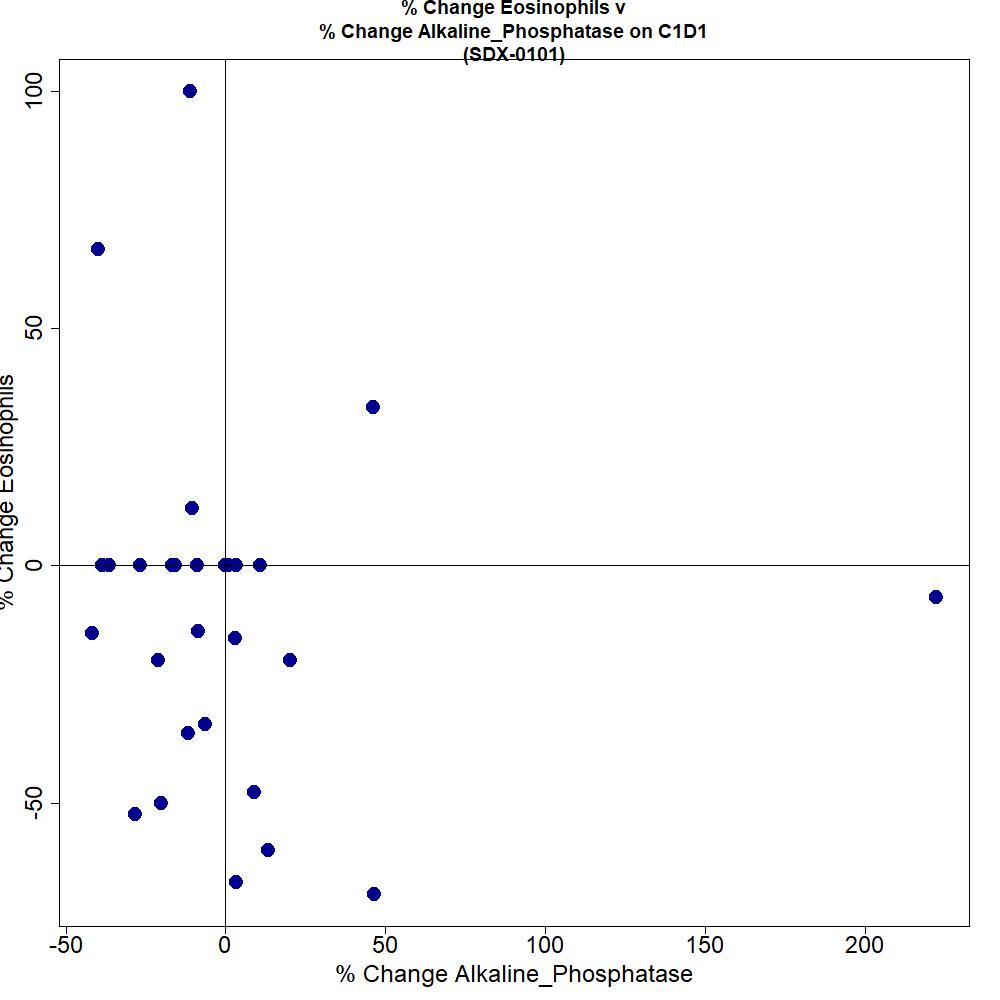 % Change Eosinophils v
% Change Alkaline_Phosphatase on C1D1
(SDX-0101)
100
50
0
-50
% Change Eosinophils
-50
0
50
100
150
200
% Change Alkaline_Phosphatase